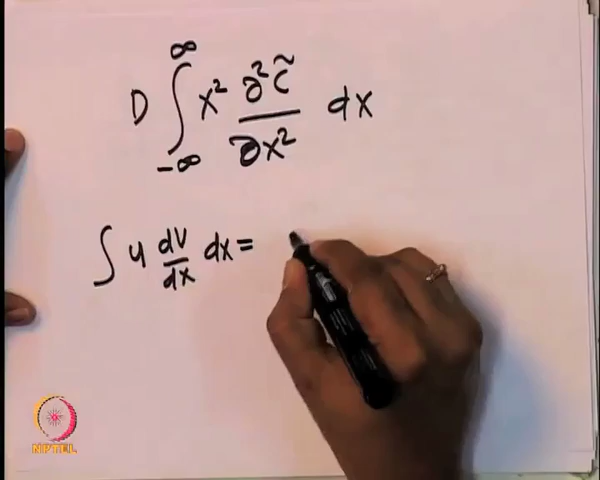 D ∫_{-∞}^{∞} x² ∂²c̃/∂x² dx
∫ u dv/dx dx =
NPTEL